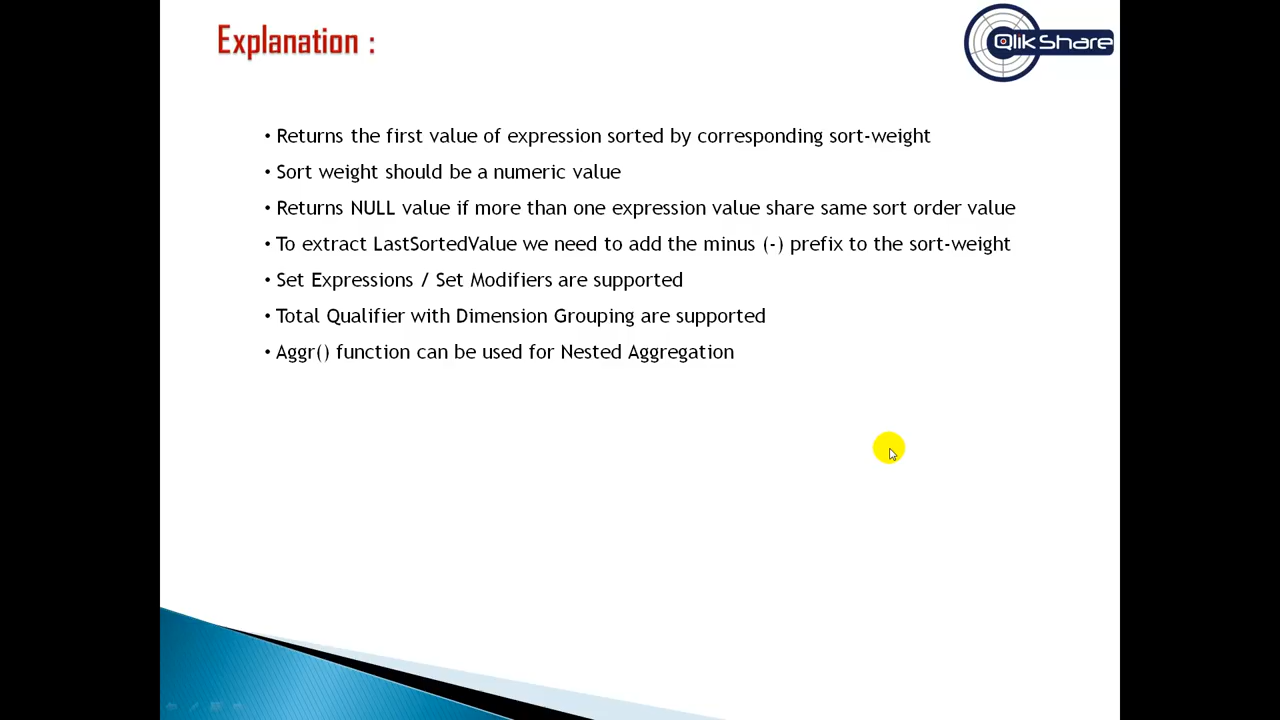 Explanation :
Qlik Share
• Returns the first value of expression sorted by corresponding sort-weight
• Sort weight should be a numeric value
• Returns NULL value if more than one expression value share same sort order value
• To extract LastSortedValue we need to add the minus (-) prefix to the sort-weight
• Set Expressions / Set Modifiers are supported
• Total Qualifier with Dimension Grouping are supported
• Aggr() function can be used for Nested Aggregation